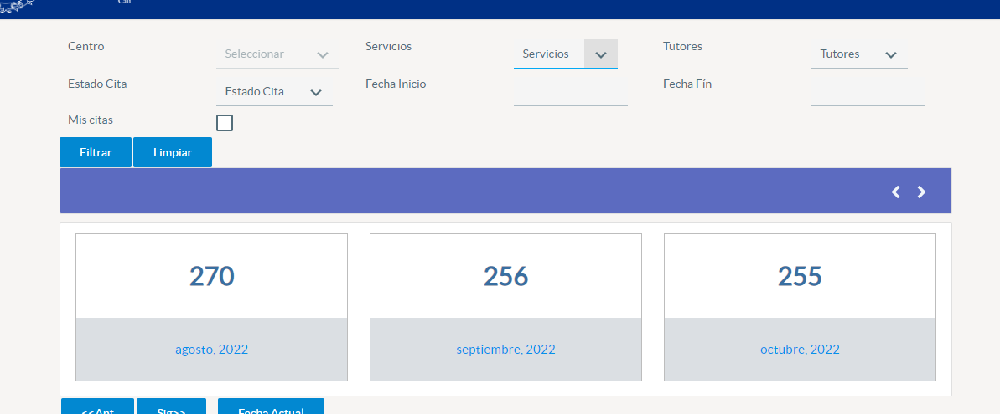 Cali
Centro Seleccionar Servicios Servicios Tutores Tutores
Estado Cita Estado Cita Fecha Inicio Fecha Fín
Mis citas
Filtrar Limpiar
270 256 255
agosto, 2022 septiembre, 2022 octubre, 2022
<<Ant Sig>> Fecha Actual